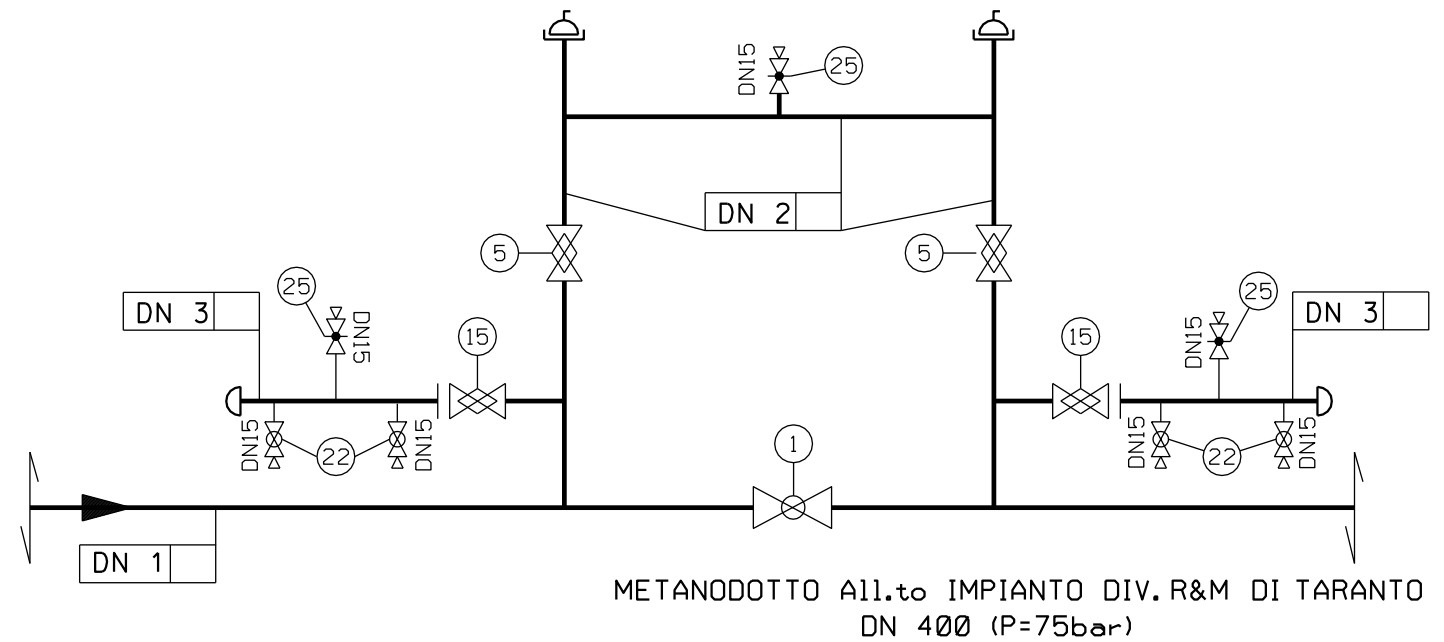 DN15
25
DN 2
5
5
25
25
DN 3
DN15
DN15
DN 3
15
15
DN15
22
DN15
DN15
22
DN15
1
DN 1
METANODOTTO All.to IMPIANTO DIV. R&M DI TARANTO
DN 400 (P=75bar)